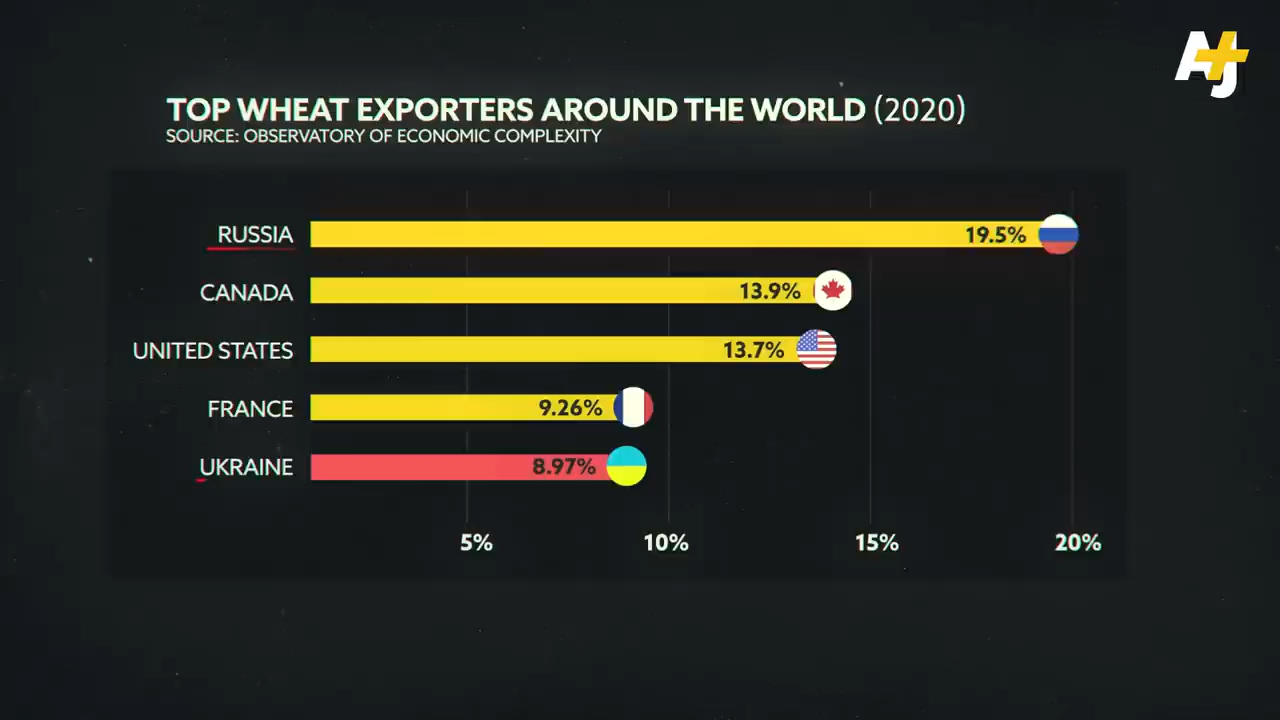 AJ+
TOP WHEAT EXPORTERS AROUND THE WORLD (2020)
SOURCE: OBSERVATORY OF ECONOMIC COMPLEXITY
RUSSIA 19.5%
CANADA 13.9%
UNITED STATES 13.7%
FRANCE 9.26%
UKRAINE 8.97%
5% 10% 15% 20%